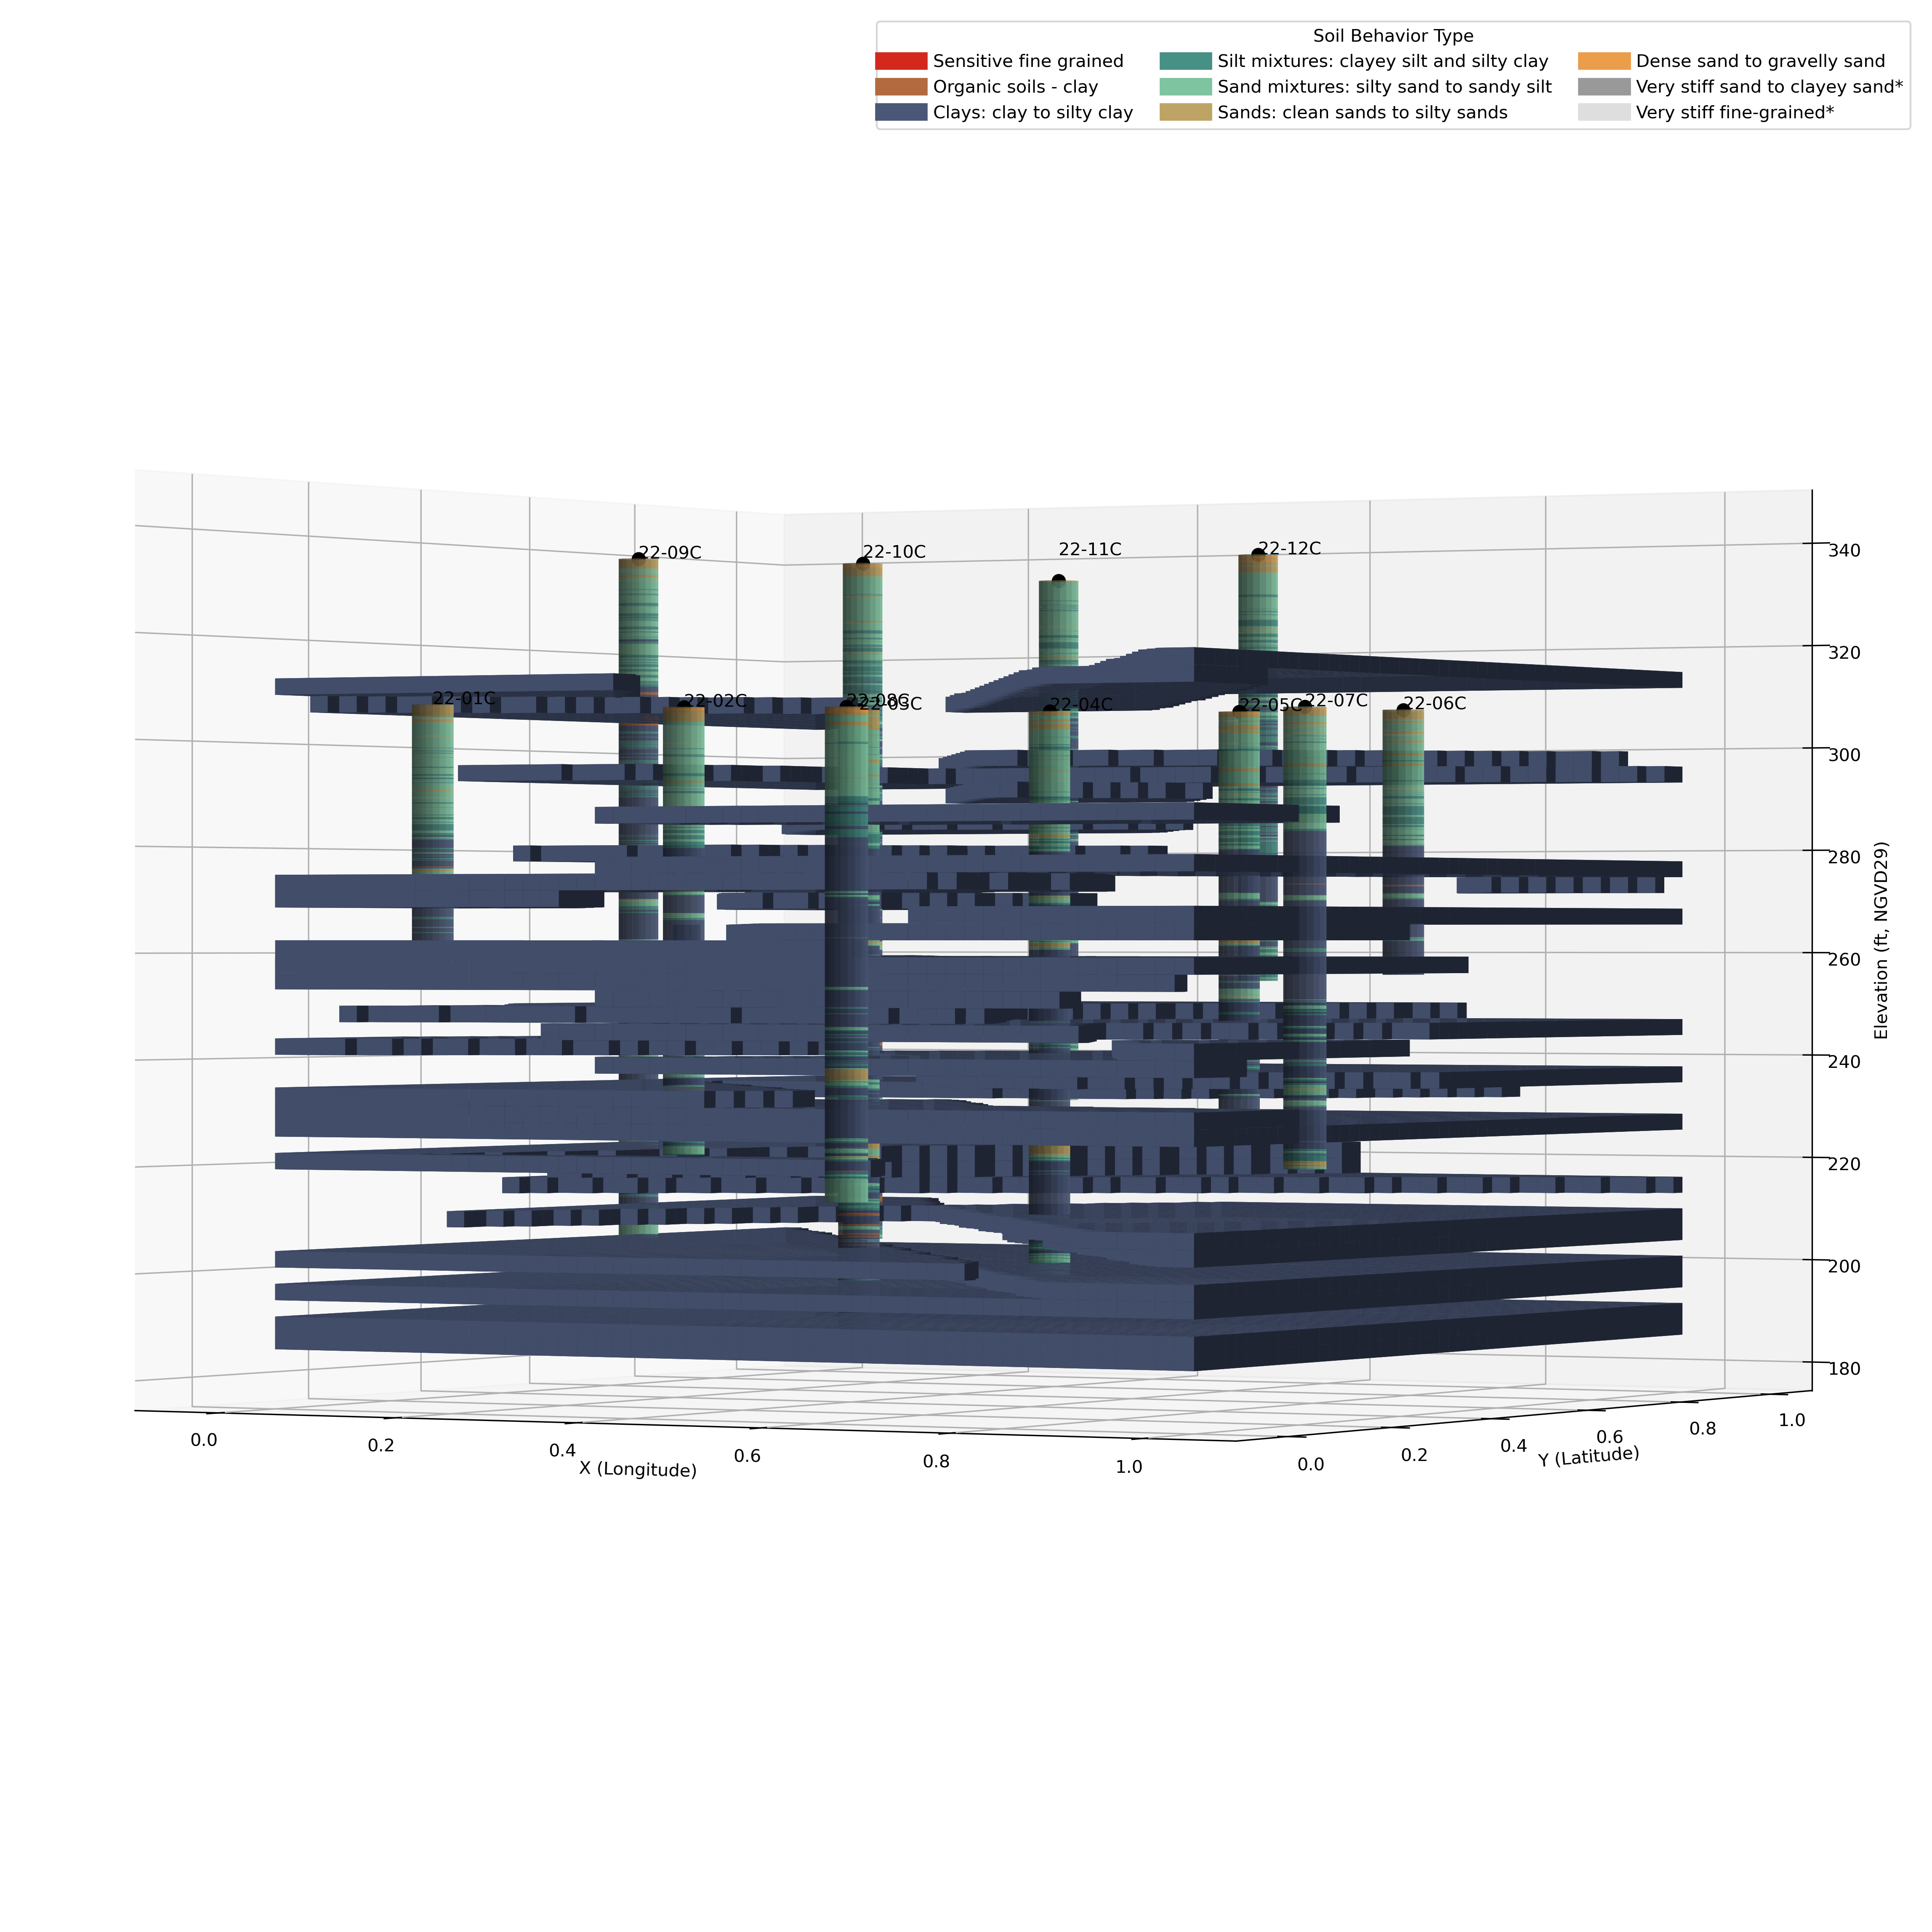 Soil Behavior Type
Sensitive fine grained
Organic soils - clay
Clays: clay to silty clay
Silt mixtures: clayey silt and silty clay
Sand mixtures: silty sand to sandy silt
Sands: clean sands to silty sands
Dense sand to gravelly sand
Very stiff sand to clayey sand*
Very stiff fine-grained*
22-09C
22-10C
22-11C
22-12C
22-01C
22-02C
22-08C
22-03C
22-04C
22-05C
22-07C
22-06C
340
320
300
280
260
240
220
200
180
Elevation (ft, NGVD29)
0.0
0.2
0.4
0.6
0.8
1.0
X (Longitude)
0.0
0.2
0.4
0.6
0.8
1.0
Y (Latitude)